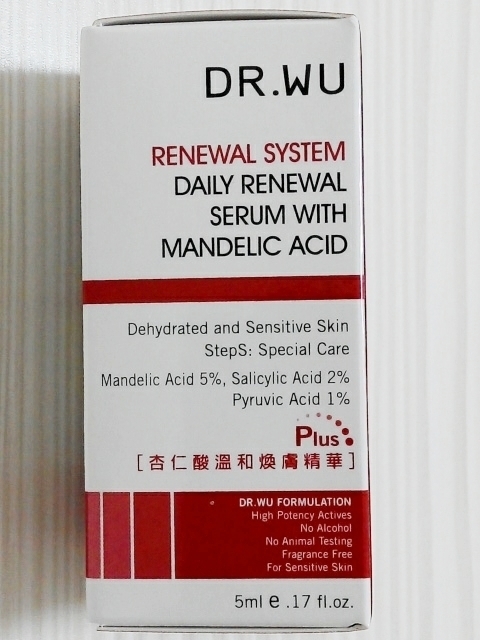 DR.WU
RENEWAL SYSTEM
DAILY RENEWAL
SERUM WITH
MANDELIC ACID
Dehydrated and Sensitive Skin
StepS: Special Care
Mandelic Acid 5%, Salicylic Acid 2%
Pyruvic Acid 1%
Plus
[杏仁酸溫和煥膚精華]
DR.WU FORMULATION
High Potency Actives
No Alcohol
No Animal Testing
Fragrance Free
For Sensitive Skin
5ml e .17 fl.oz.